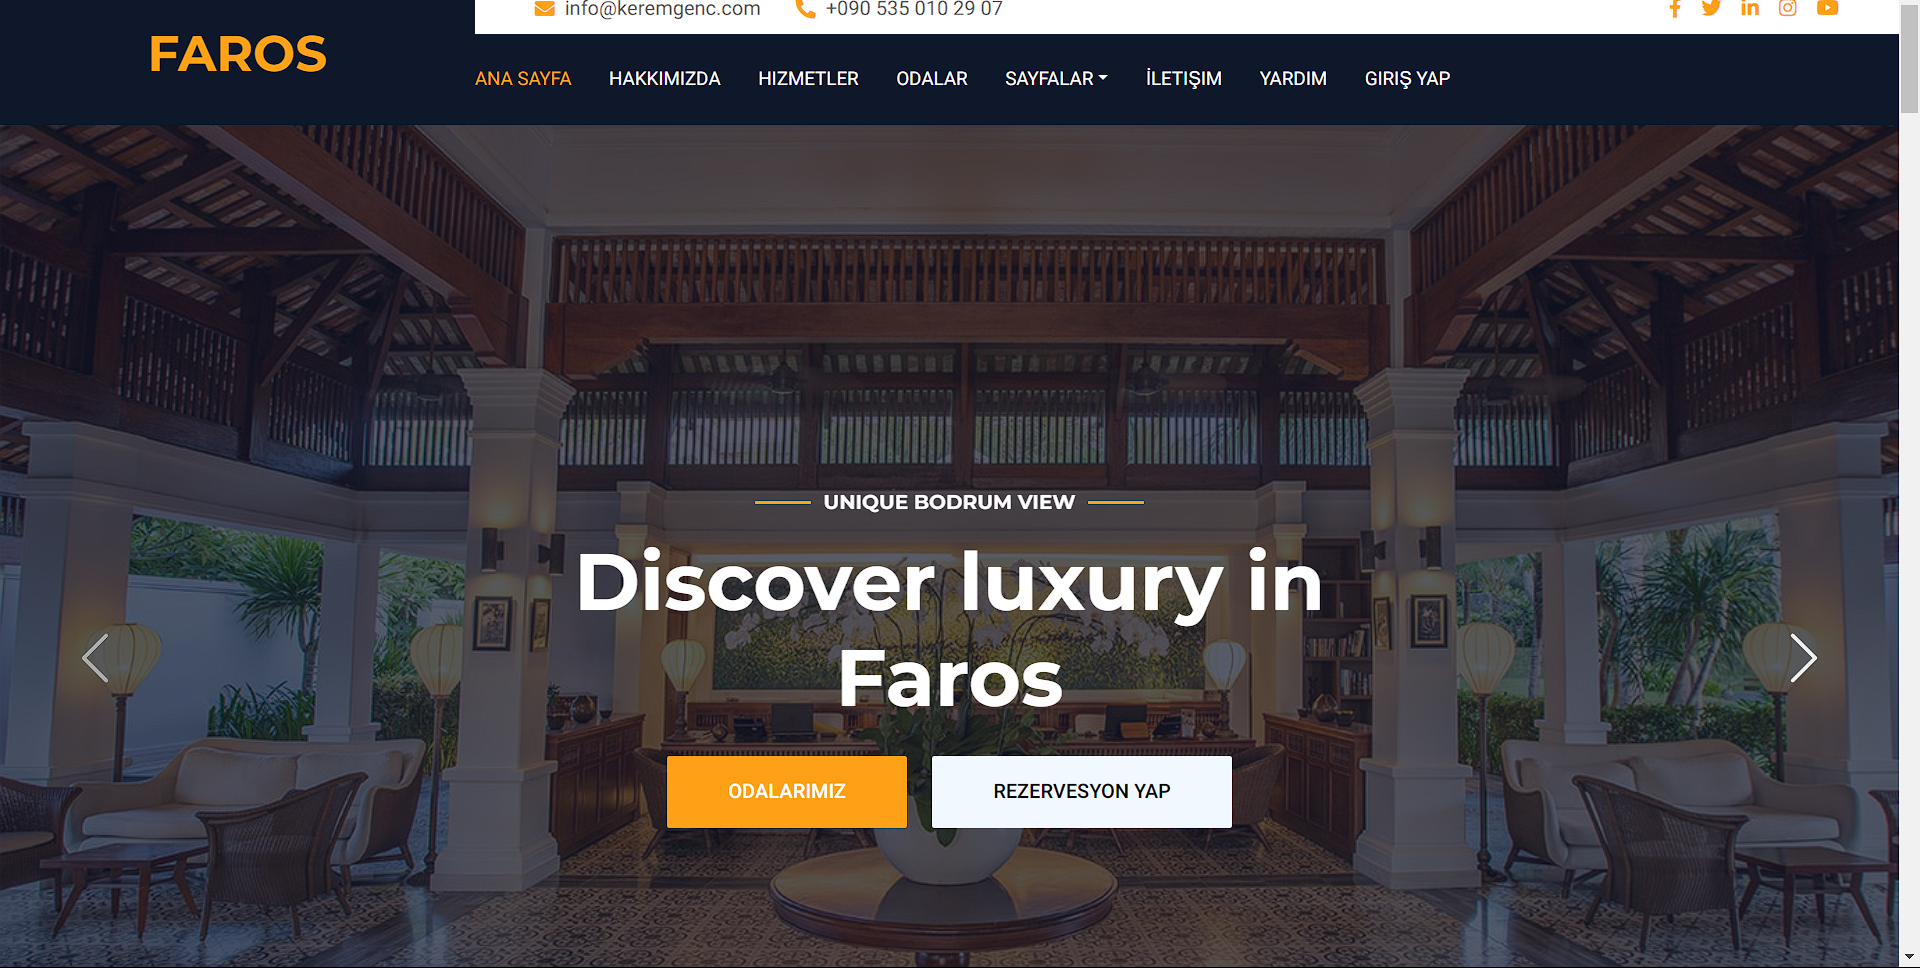 info@keremgenc.com
+090 535 010 29 07
FAROS
ANA SAYFA HAKKIMIZDA HIZMETLER ODALAR SAYFALAR İLETIŞIM YARDIM GIRIŞ YAP
UNIQUE BODRUM VIEW
Discover luxury in
Faros
ODALARIMIZ
REZERVESYON YAP